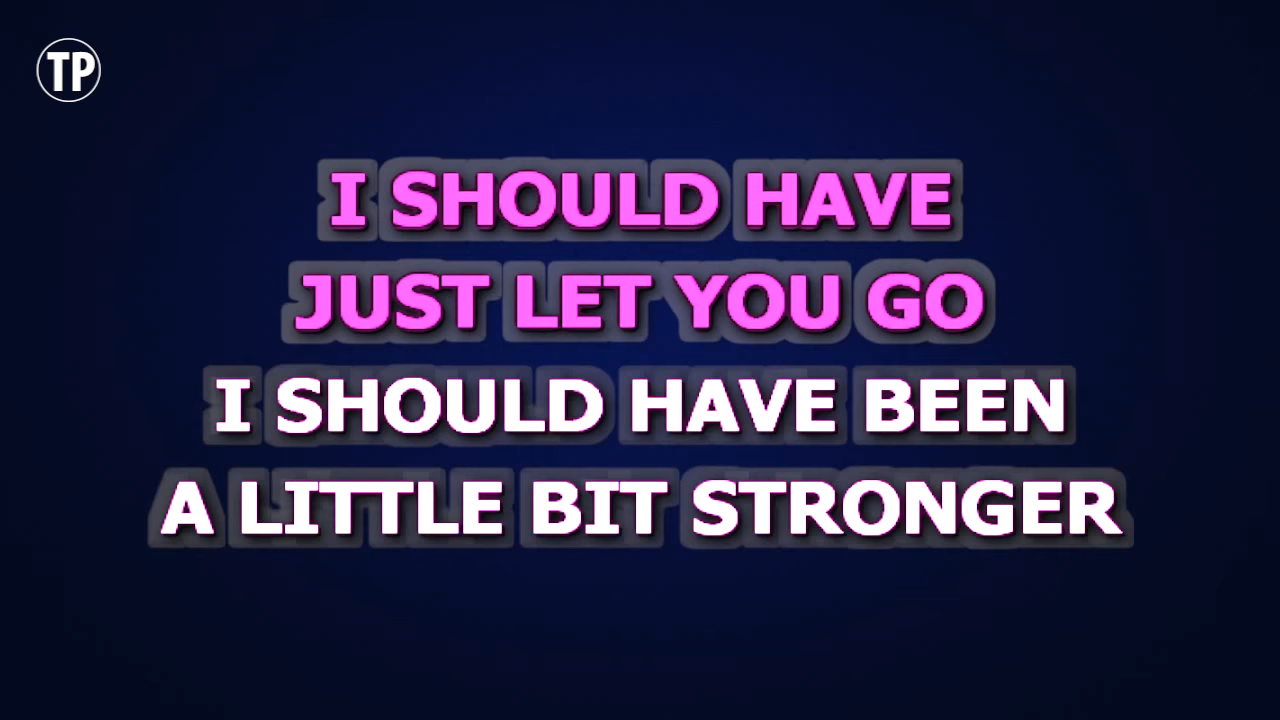 TP
I SHOULD HAVE
JUST LET YOU GO
I SHOULD HAVE BEEN
A LITTLE BIT STRONGER